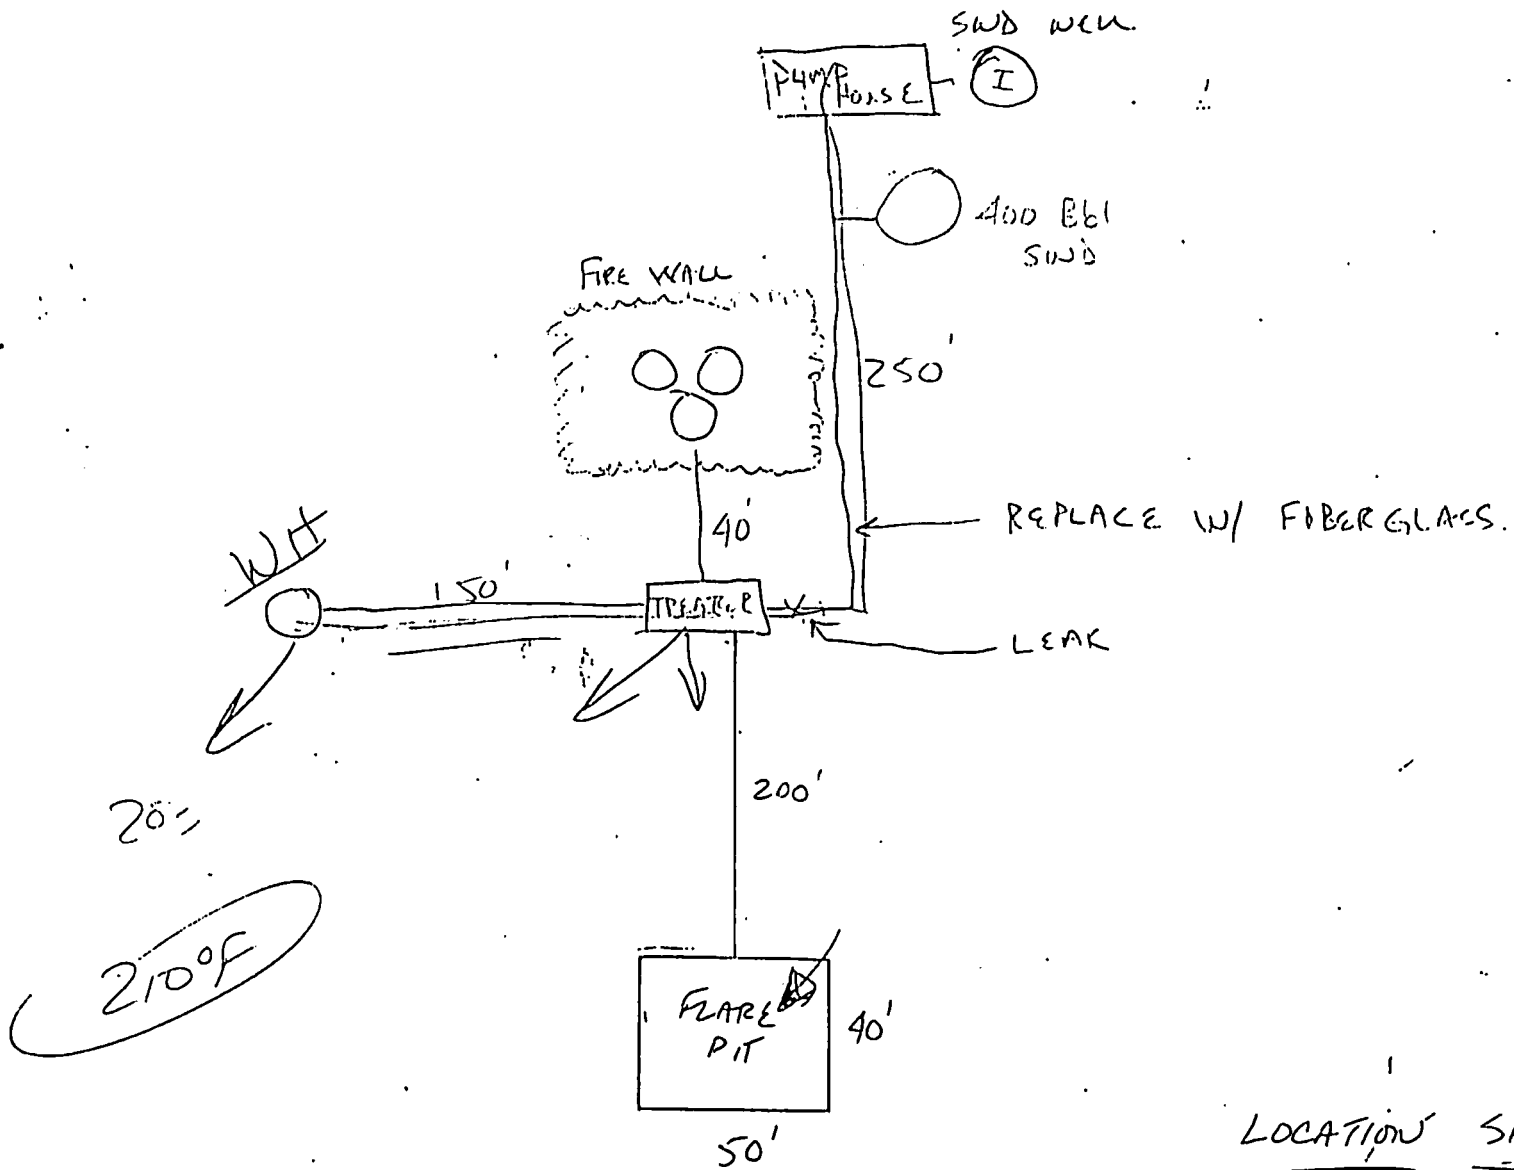 SWD WELL
PUMP
HOUSE
I
400 Bbl
SWD
FIRE WALL
250'
40'
REPLACE W/ FIBERGLASS.
WH
150'
TREATER
LEAK
200'
210°F
FLARE
PIT
40'
50'
LOCATION